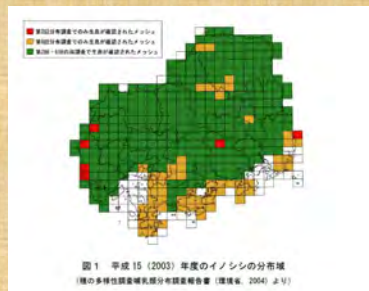 第2回分布調査でのみ生息が確認されたメッシュ
第6回分布調査でのみ生息が確認されたメッシュ
第2回・6回の両調査で生息が確認されたメッシュ
図1 平成15（2003）年度のイノシシの分布域
(種の多様性調査哺乳類分布調査報告書（環境省，2004）より)